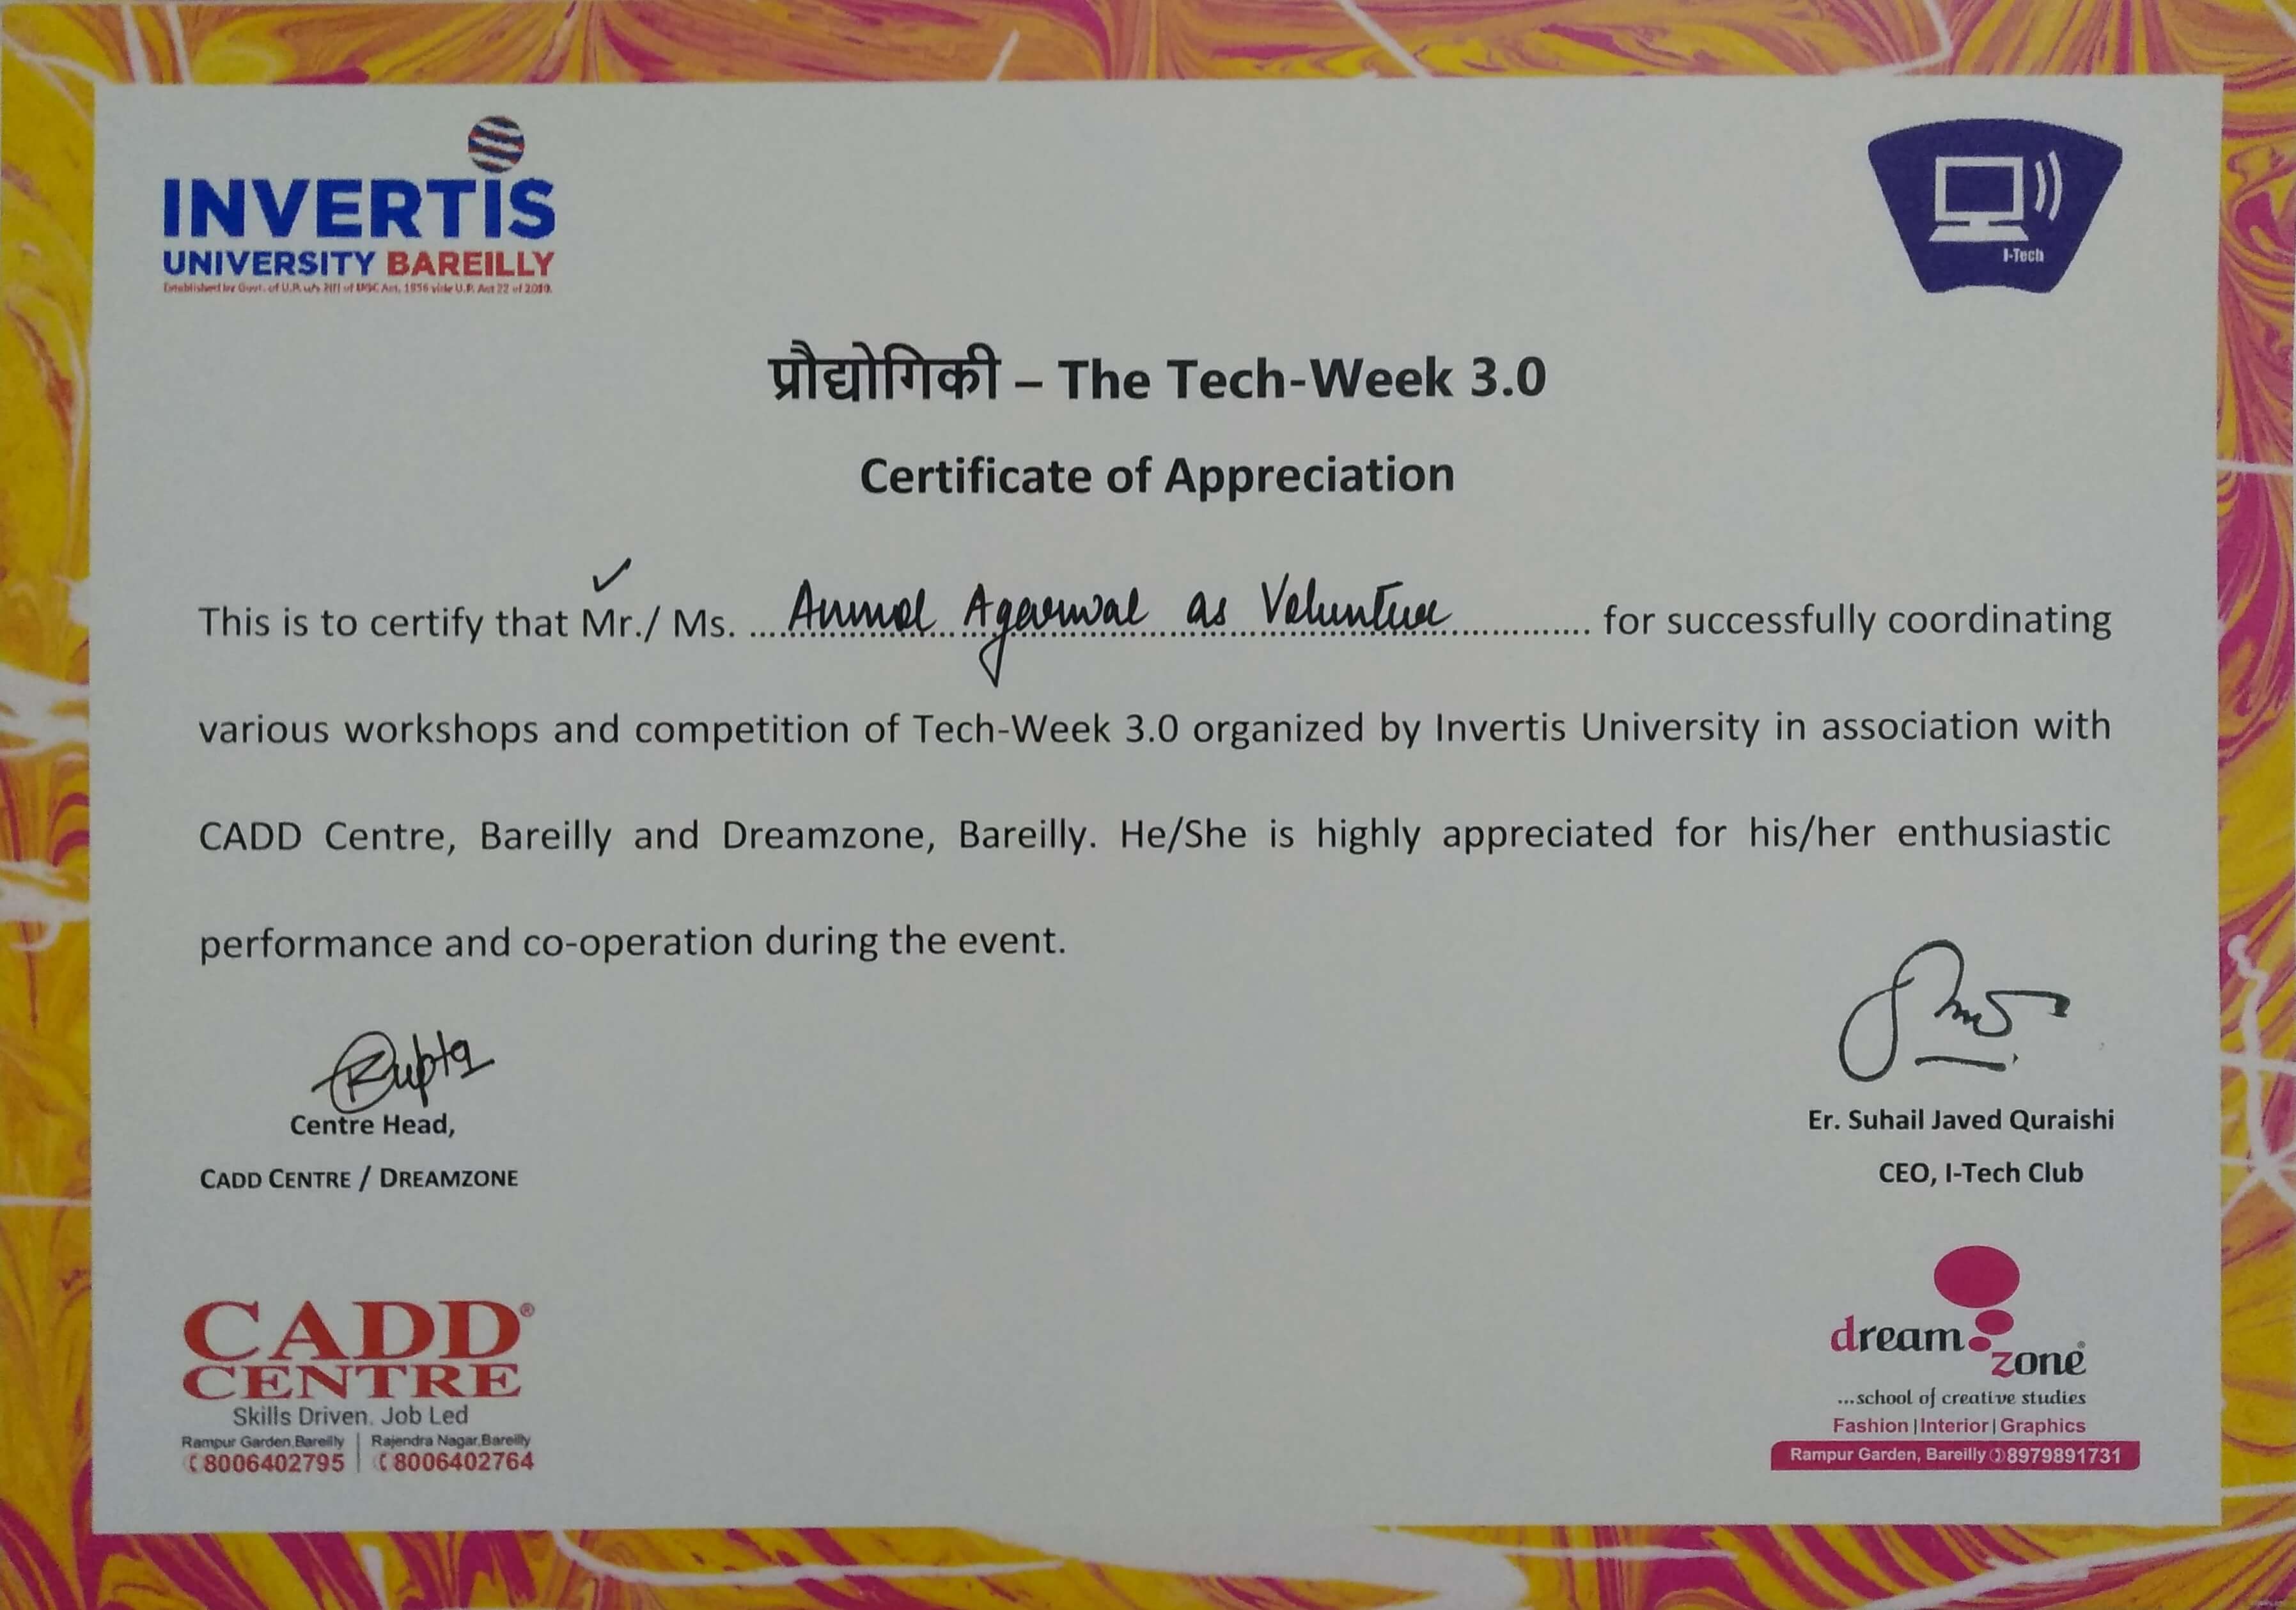 INVERTIS
UNIVERSITY BAREILLY
Established by Govt. of U.P. u/s 2(f) of UGC Act, 1956 vide U.P. Act 22 of 2010.
I-Tech
प्रौद्योगिकी – The Tech-Week 3.0
Certificate of Appreciation
This is to certify that Mr./ Ms. .... Anmol Agarwal as Volunteer .... for successfully coordinating
various workshops and competition of Tech-Week 3.0 organized by Invertis University in association with
CADD Centre, Bareilly and Dreamzone, Bareilly. He/She is highly appreciated for his/her enthusiastic
performance and co-operation during the event.
RGupta
Centre Head,
CADD CENTRE / DREAMZONE
Er. Suhail Javed Quraishi
CEO, I-Tech Club
CADD®
CENTRE
Skills Driven. Job Led
Rampur Garden,Bareilly | Rajendra Nagar,Bareilly
8006402795 | 8006402764
dream
zone®
...school of creative studies
Fashion | Interior | Graphics
Rampur Garden, Bareilly 8979891731